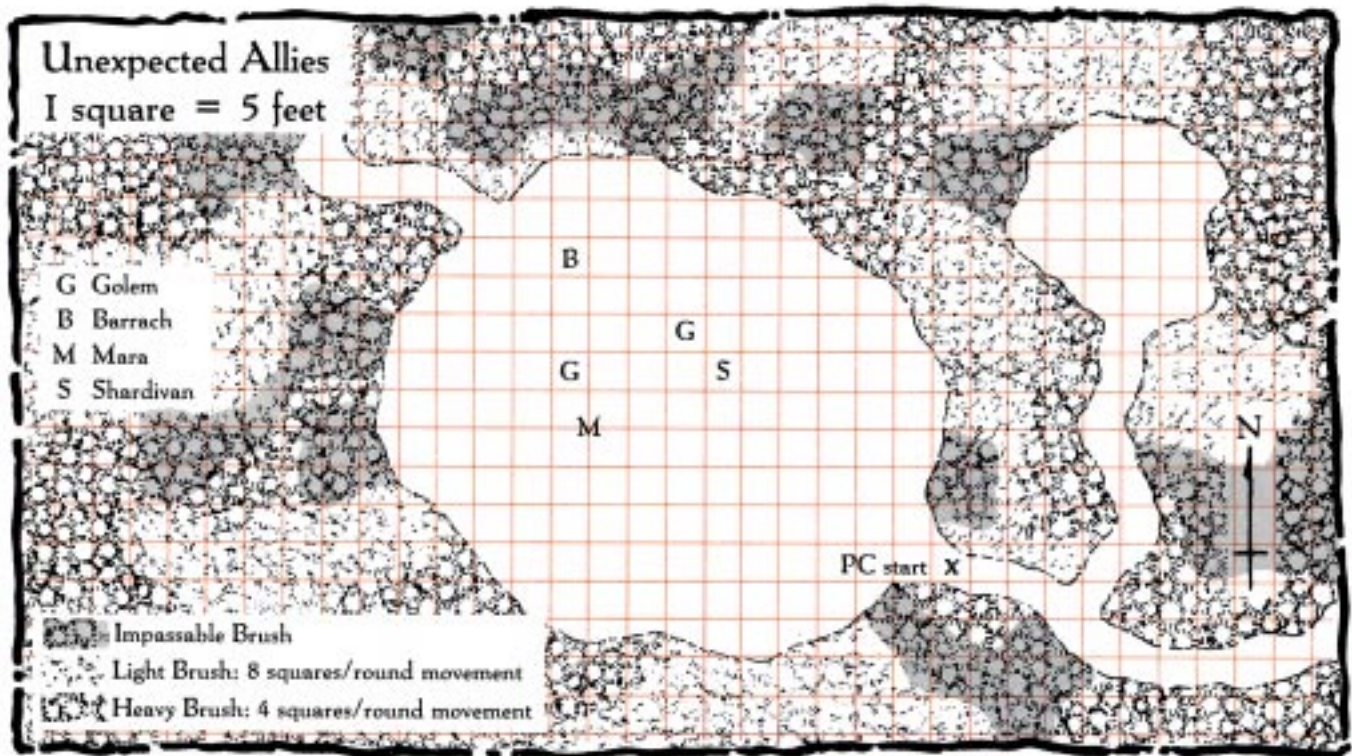 Unexpected Allies
1 square = 5 feet
B
G Golem
B Barrach
M Mara
S Shardivan
G
G S
M
N
PC start x
Impassable Brush
Light Brush: 8 squares/round movement
Heavy Brush: 4 squares/round movement